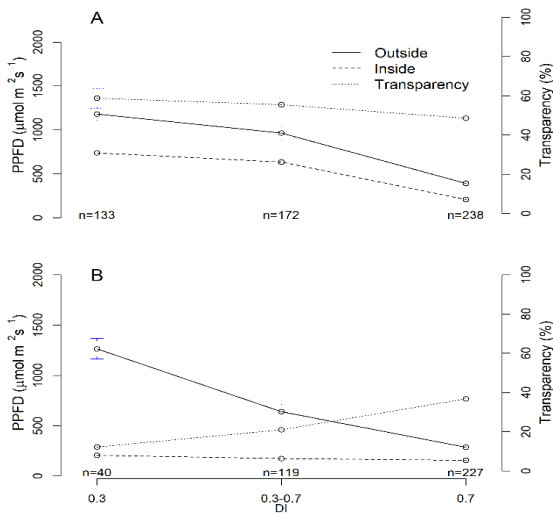 A
2000
1500
1000
500
0
PPFD (μmol m²s⁻¹)
Outside
Inside
Transparency
100
80
60
40
20
0
Transparency (%)
n=133
n=172
n=238
B
2000
1500
1000
500
0
PPFD (μmol m²s⁻¹)
100
80
60
40
20
0
Transparency (%)
n=40
n=119
n=227
0.3
0.3–0.7
0.7
DI